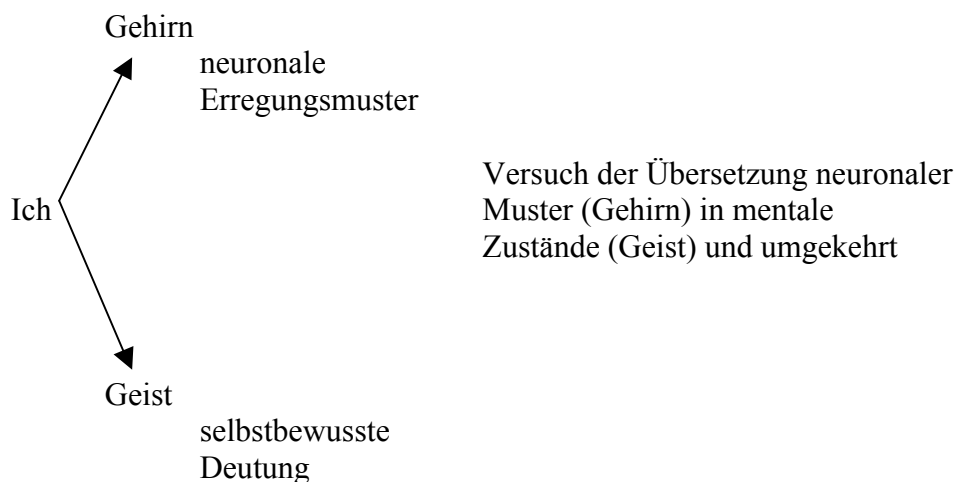 Gehirn
neuronale
Erregungsmuster
Ich
Versuch der Übersetzung neuronaler
Muster (Gehirn) in mentale
Zustände (Geist) und umgekehrt
Geist
selbstbewusste
Deutung